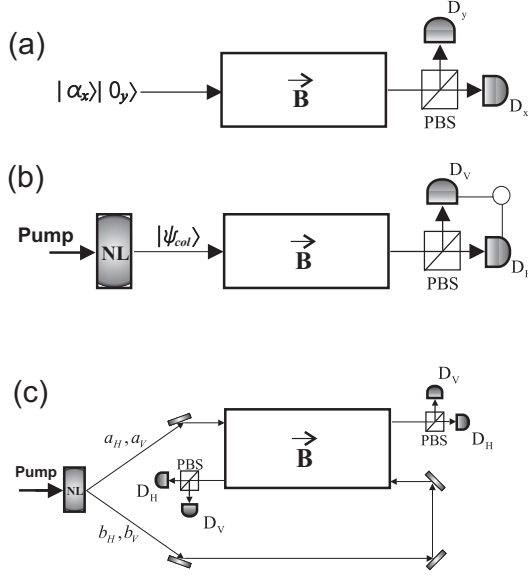 (a)
D_y
|α_x⟩|0_y⟩
B⃗
PBS
D_x
(b)
D_V
Pump
NL
|ψ_col⟩
B⃗
PBS
D_H
(c)
D_V
a_H, a_V
B⃗
PBS
D_H
Pump
NL
PBS
D_H
D_V
b_H, b_V